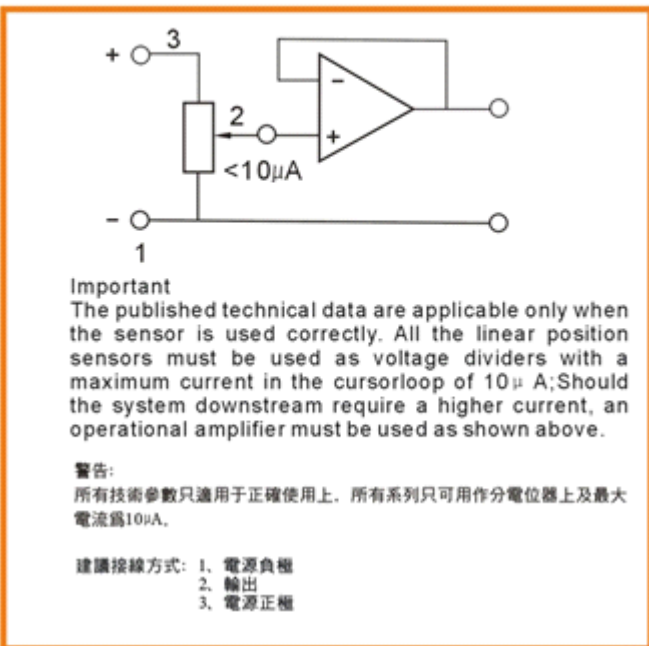 + 3
-
2
+
<10μA
-
1
Important
The published technical data are applicable only when
the sensor is used correctly. All the linear position
sensors must be used as voltage dividers with a
maximum current in the cursorloop of 10μ A;Should
the system downstream require a higher current, an
operational amplifier must be used as shown above.
警告:
所有技術參數只適用于正確使用上．所有系列只可用作分電位器上及最大
電流爲10μA。
建議接線方式: 1、電源負極
2、輸出
3、電源正極